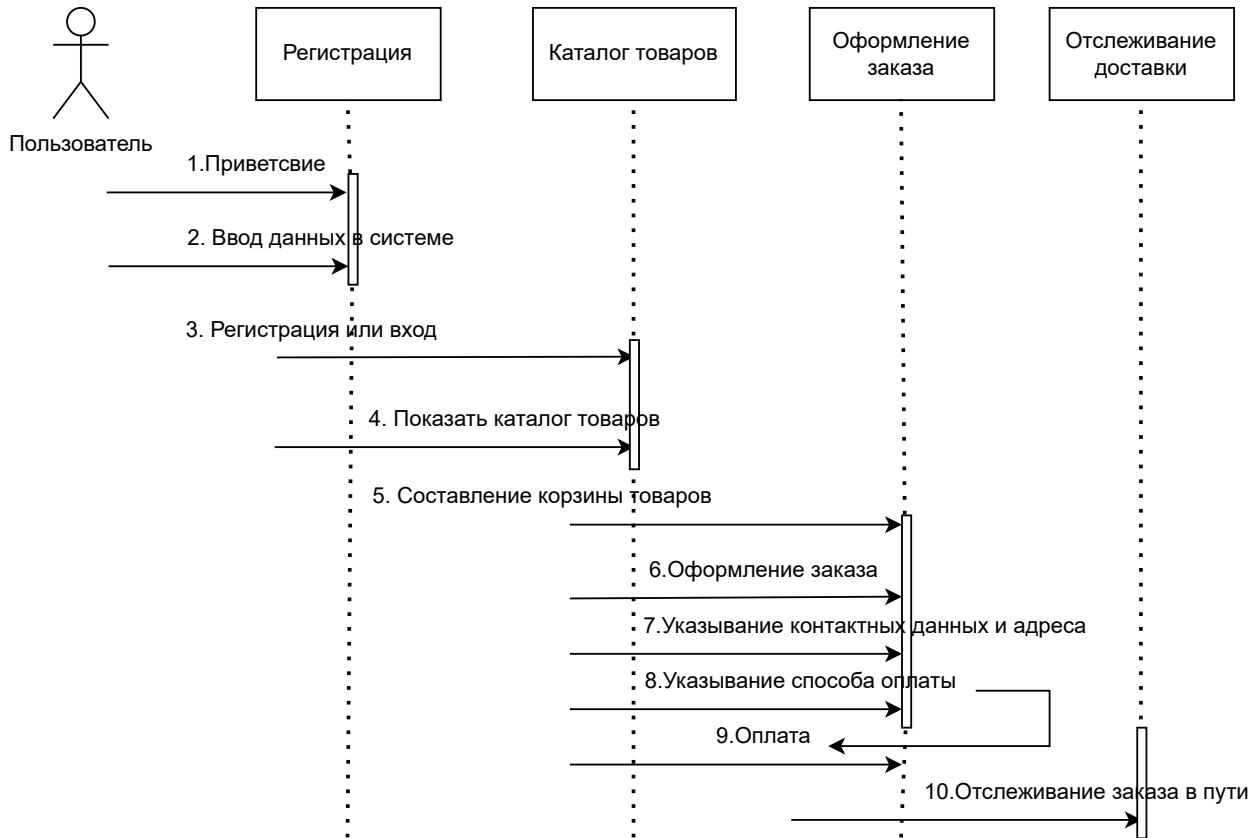 Пользователь
Регистрация
Каталог товаров
Оформление
заказа
Отслеживание
доставки
1.Приветсвие
2. Ввод данных в системе
3. Регистрация или вход
4. Показать каталог товаров
5. Составление корзины товаров
6.Оформление заказа
7.Указывание контактных данных и адреса
8.Указывание способа оплаты
9.Оплата
10.Отслеживание заказа в пути